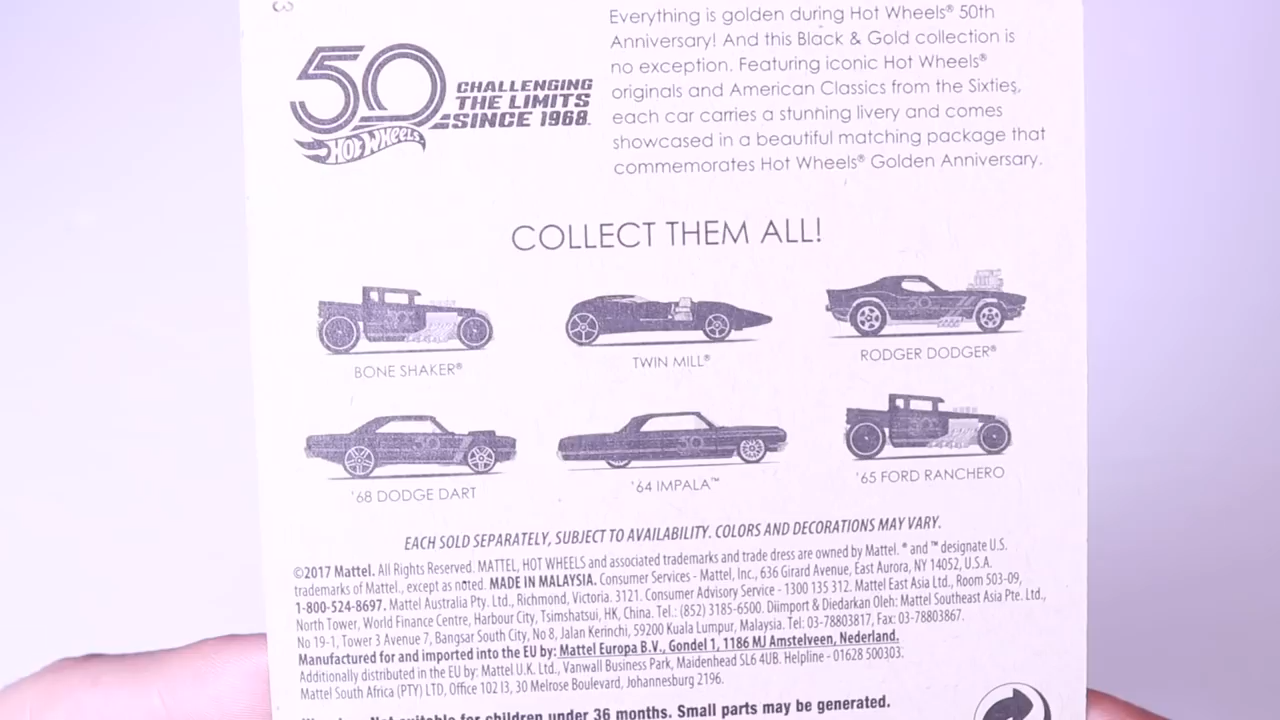 3
50
HOT WHEELS
CHALLENGING
THE LIMITS
SINCE 1968.
Everything is golden during Hot Wheels® 50th
Anniversary! And this Black & Gold collection is
no exception. Featuring iconic Hot Wheels®
originals and American Classics from the Sixties,
each car carries a stunning livery and comes
showcased in a beautiful matching package that
commemorates Hot Wheels® Golden Anniversary.
COLLECT THEM ALL!
BONE SHAKER®
TWIN MILL®
RODGER DODGER®
'68 DODGE DART
'64 IMPALA™
'65 FORD RANCHERO
EACH SOLD SEPARATELY, SUBJECT TO AVAILABILITY. COLORS AND DECORATIONS MAY VARY.
©2017 Mattel. All Rights Reserved. MATTEL, HOT WHEELS and associated trademarks and trade dress are owned by Mattel. ® and ™ designate U.S.
trademarks of Mattel, except as noted. MADE IN MALAYSIA. Consumer Services - Mattel, Inc., 636 Girard Avenue, East Aurora, NY 14052, U.S.A.
1-800-524-8697. Mattel Australia Pty. Ltd., Richmond, Victoria. 3121. Consumer Advisory Service - 1300 135 312. Mattel East Asia Ltd., Room 503-09,
North Tower, World Finance Centre, Harbour City, Tsimshatsui, HK, China. Tel.: (852) 3185-6500. Diimport & Diedarkan Oleh: Mattel Southeast Asia Pte. Ltd.,
No 19-1, Tower 3 Avenue 7, Bangsar South City, No 8, Jalan Kerinchi, 59200 Kuala Lumpur, Malaysia. Tel: 03-78803817, Fax: 03-78803867.
Manufactured for and imported into the EU by: Mattel Europa B.V., Gondel 1, 1186 MJ Amstelveen, Nederland.
Additionally distributed in the EU by: Mattel U.K. Ltd., Vanwall Business Park, Maidenhead SL6 4UB. Helpline - 01628 500303.
Mattel South Africa (PTY) LTD, Office 102 I3, 30 Melrose Boulevard, Johannesburg 2196.
Not suitable for children under 36 months. Small parts may be generated.